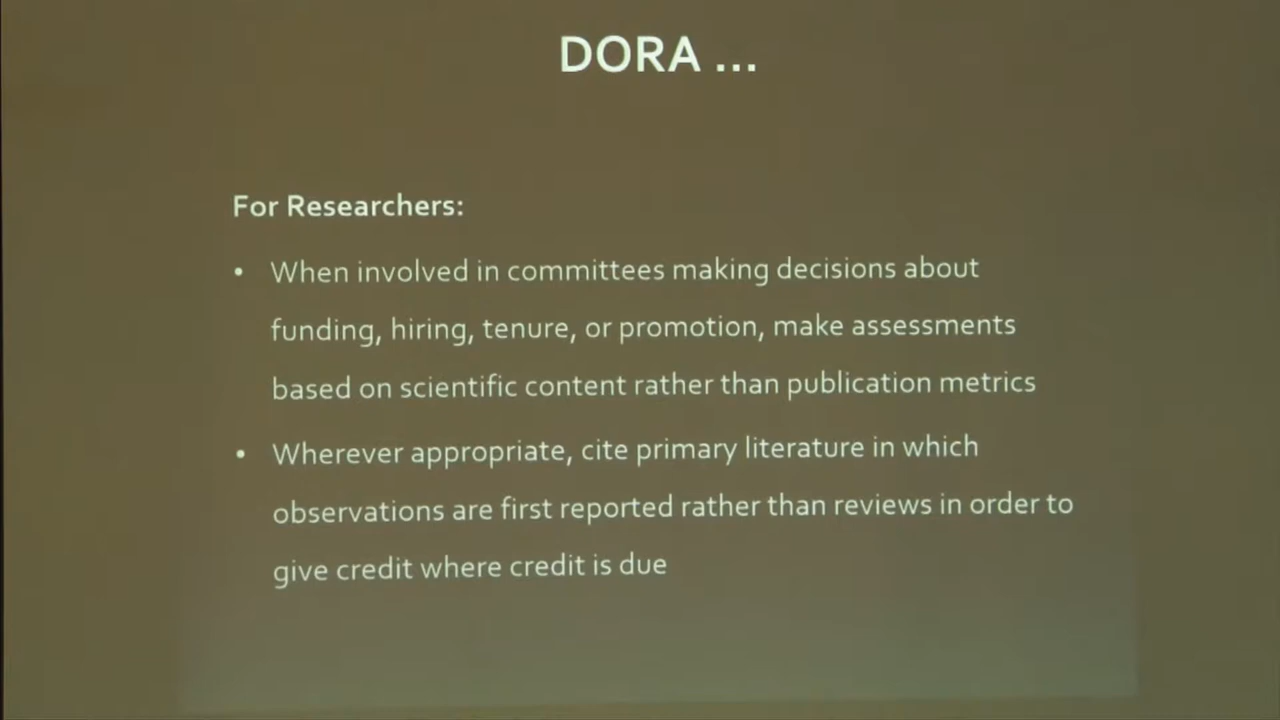 DORA ...
For Researchers:
• When involved in committees making decisions about
funding, hiring, tenure, or promotion, make assessments
based on scientific content rather than publication metrics
• Wherever appropriate, cite primary literature in which
observations are first reported rather than reviews in order to
give credit where credit is due